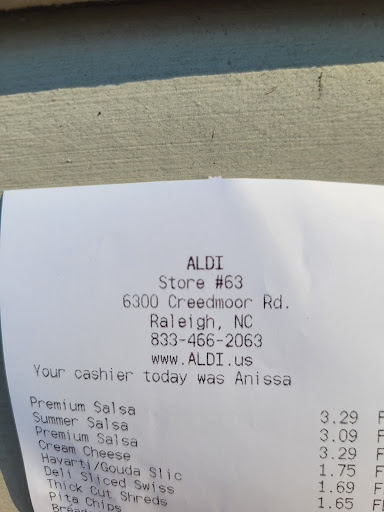 ALDI
Store #63
6300 Creedmoor Rd.
Raleigh, NC
833-466-2063
www.ALDI.us
Your cashier today was Anissa
Premium Salsa 3.29 F
Summer Salsa 3.09 F
Premium Salsa 3.29 F
Cream Cheese 1.75 F
Havarti/Gouda Slic 1.69 F
Deli Sliced Swiss 1.65 F
Thick Cut Shreds
Pita Chips